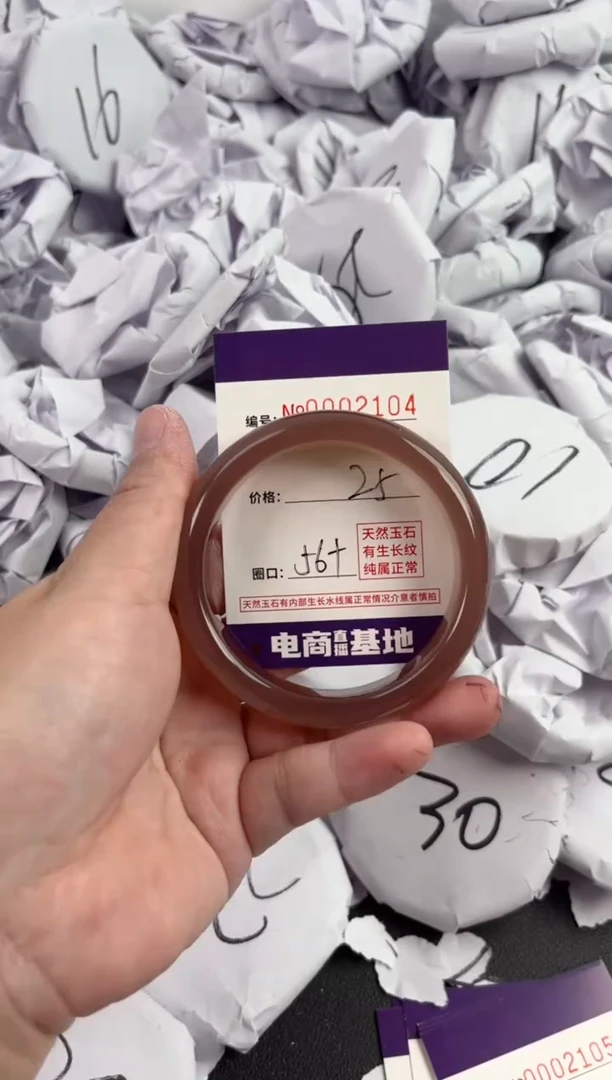 16
编号: №0002104
07
价格: 25
天然玉石
有生长纹
纯属正常
圈口: 56+
天然玉石有内部生长水线属正常情况介意者慎拍
电商直播基地
30
0002105